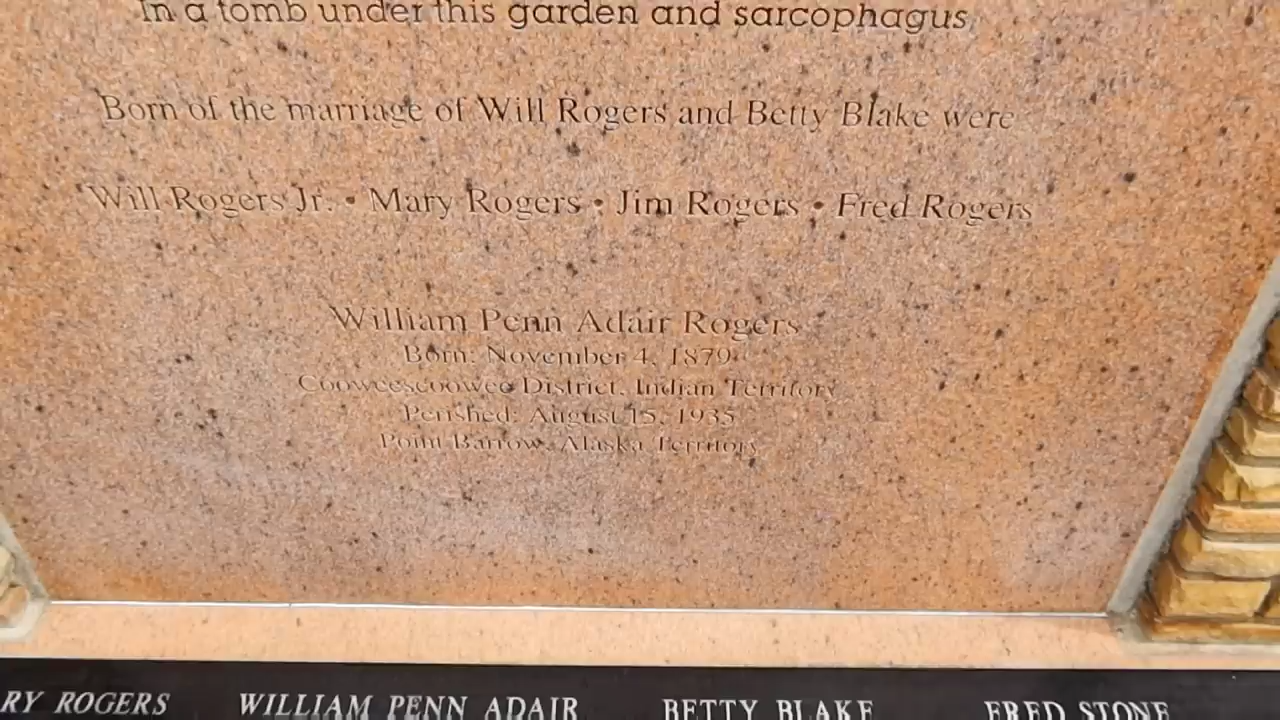 In a tomb under this garden and sarcophagus
Born of the marriage of Will Rogers and Betty Blake were
Will Rogers Jr. • Mary Rogers • Jim Rogers • Fred Rogers
William Penn Adair Rogers
Born: November 4, 1879
Cooweescoowee District, Indian Territory
Perished: August 15, 1935
Point Barrow, Alaska Territory
RY ROGERS WILLIAM PENN ADAIR BETTY BLAKE FRED STONE